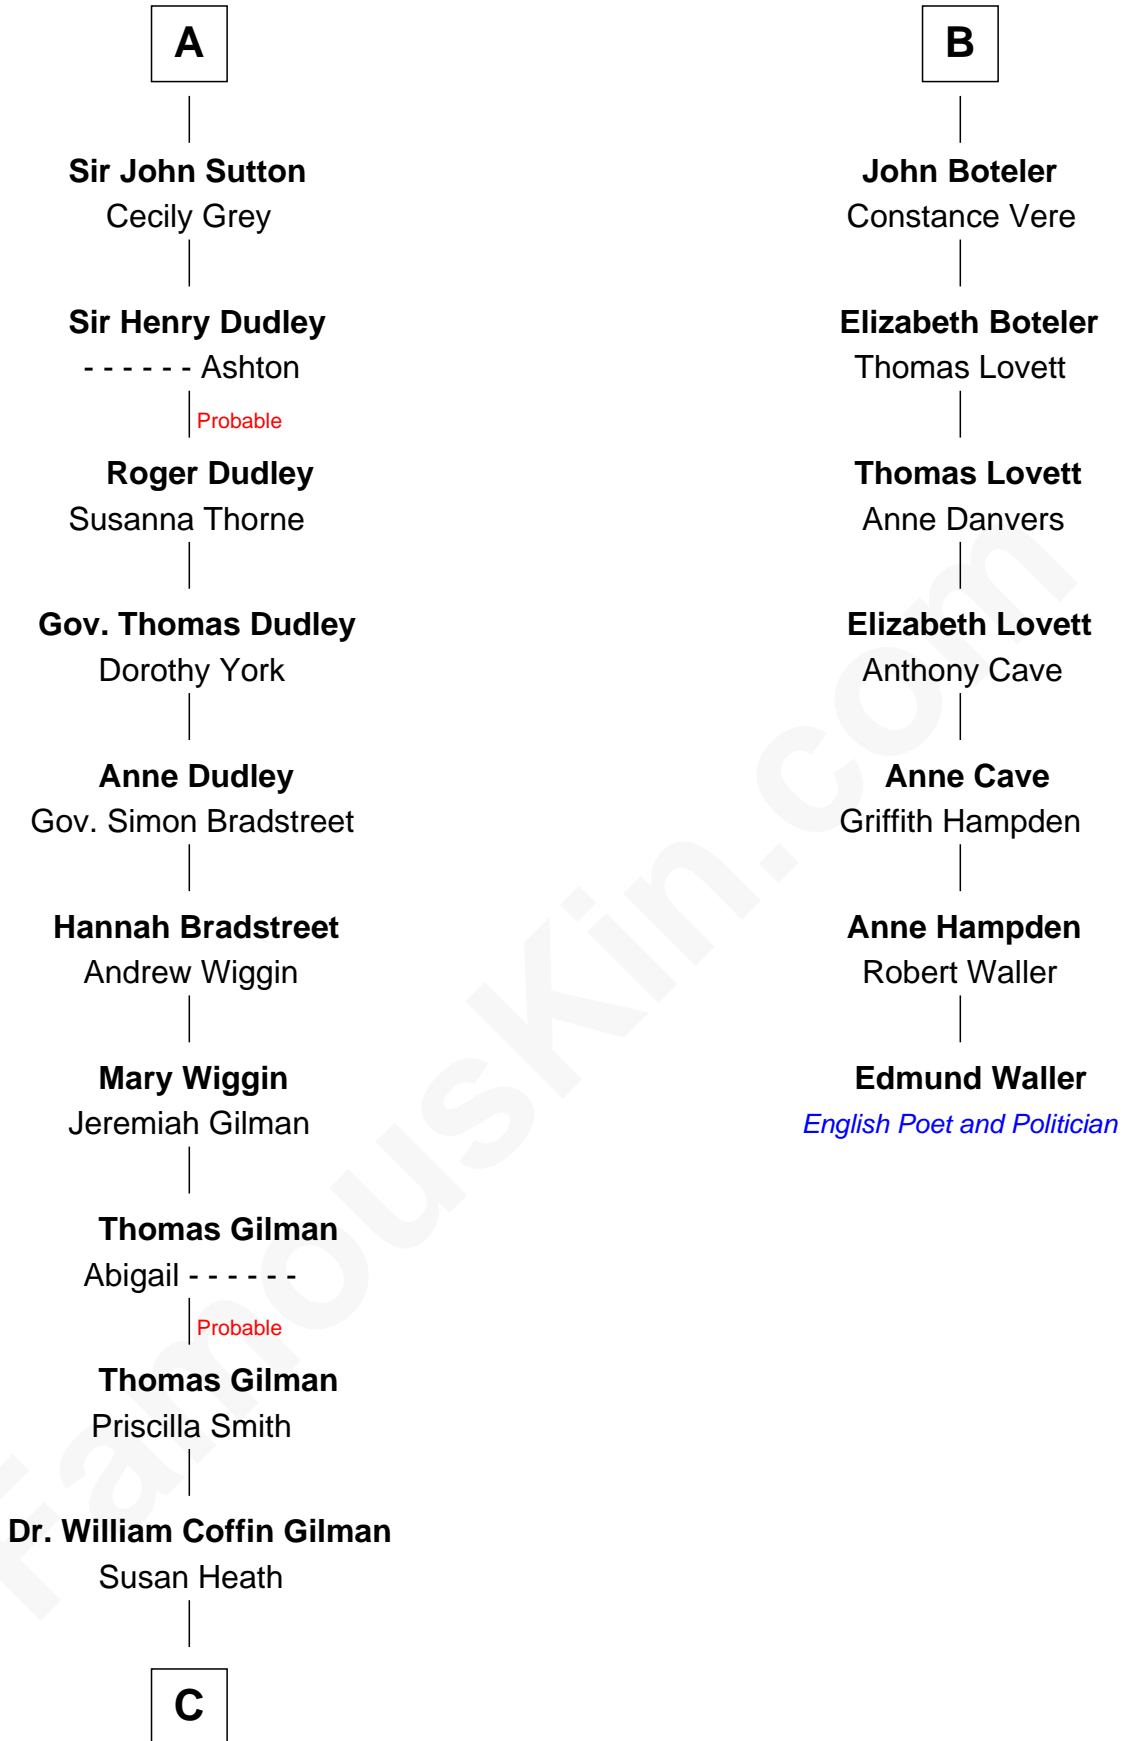 A
Sir John Sutton
Cecily Grey
Sir Henry Dudley
- - - - - - Ashton
Probable
Roger Dudley
Susanna Thorne
Gov. Thomas Dudley
Dorothy York
Anne Dudley
Gov. Simon Bradstreet
Hannah Bradstreet
Andrew Wiggin
Mary Wiggin
Jeremiah Gilman
Thomas Gilman
Abigail - - - - - -
Probable
Thomas Gilman
Priscilla Smith
Dr. William Coffin Gilman
Susan Heath
C
B
John Boteler
Constance Vere
Elizabeth Boteler
Thomas Lovett
Thomas Lovett
Anne Danvers
Elizabeth Lovett
Anthony Cave
Anne Cave
Griffith Hampden
Anne Hampden
Robert Waller
Edmund Waller
English Poet and Politician
FamousKin.com